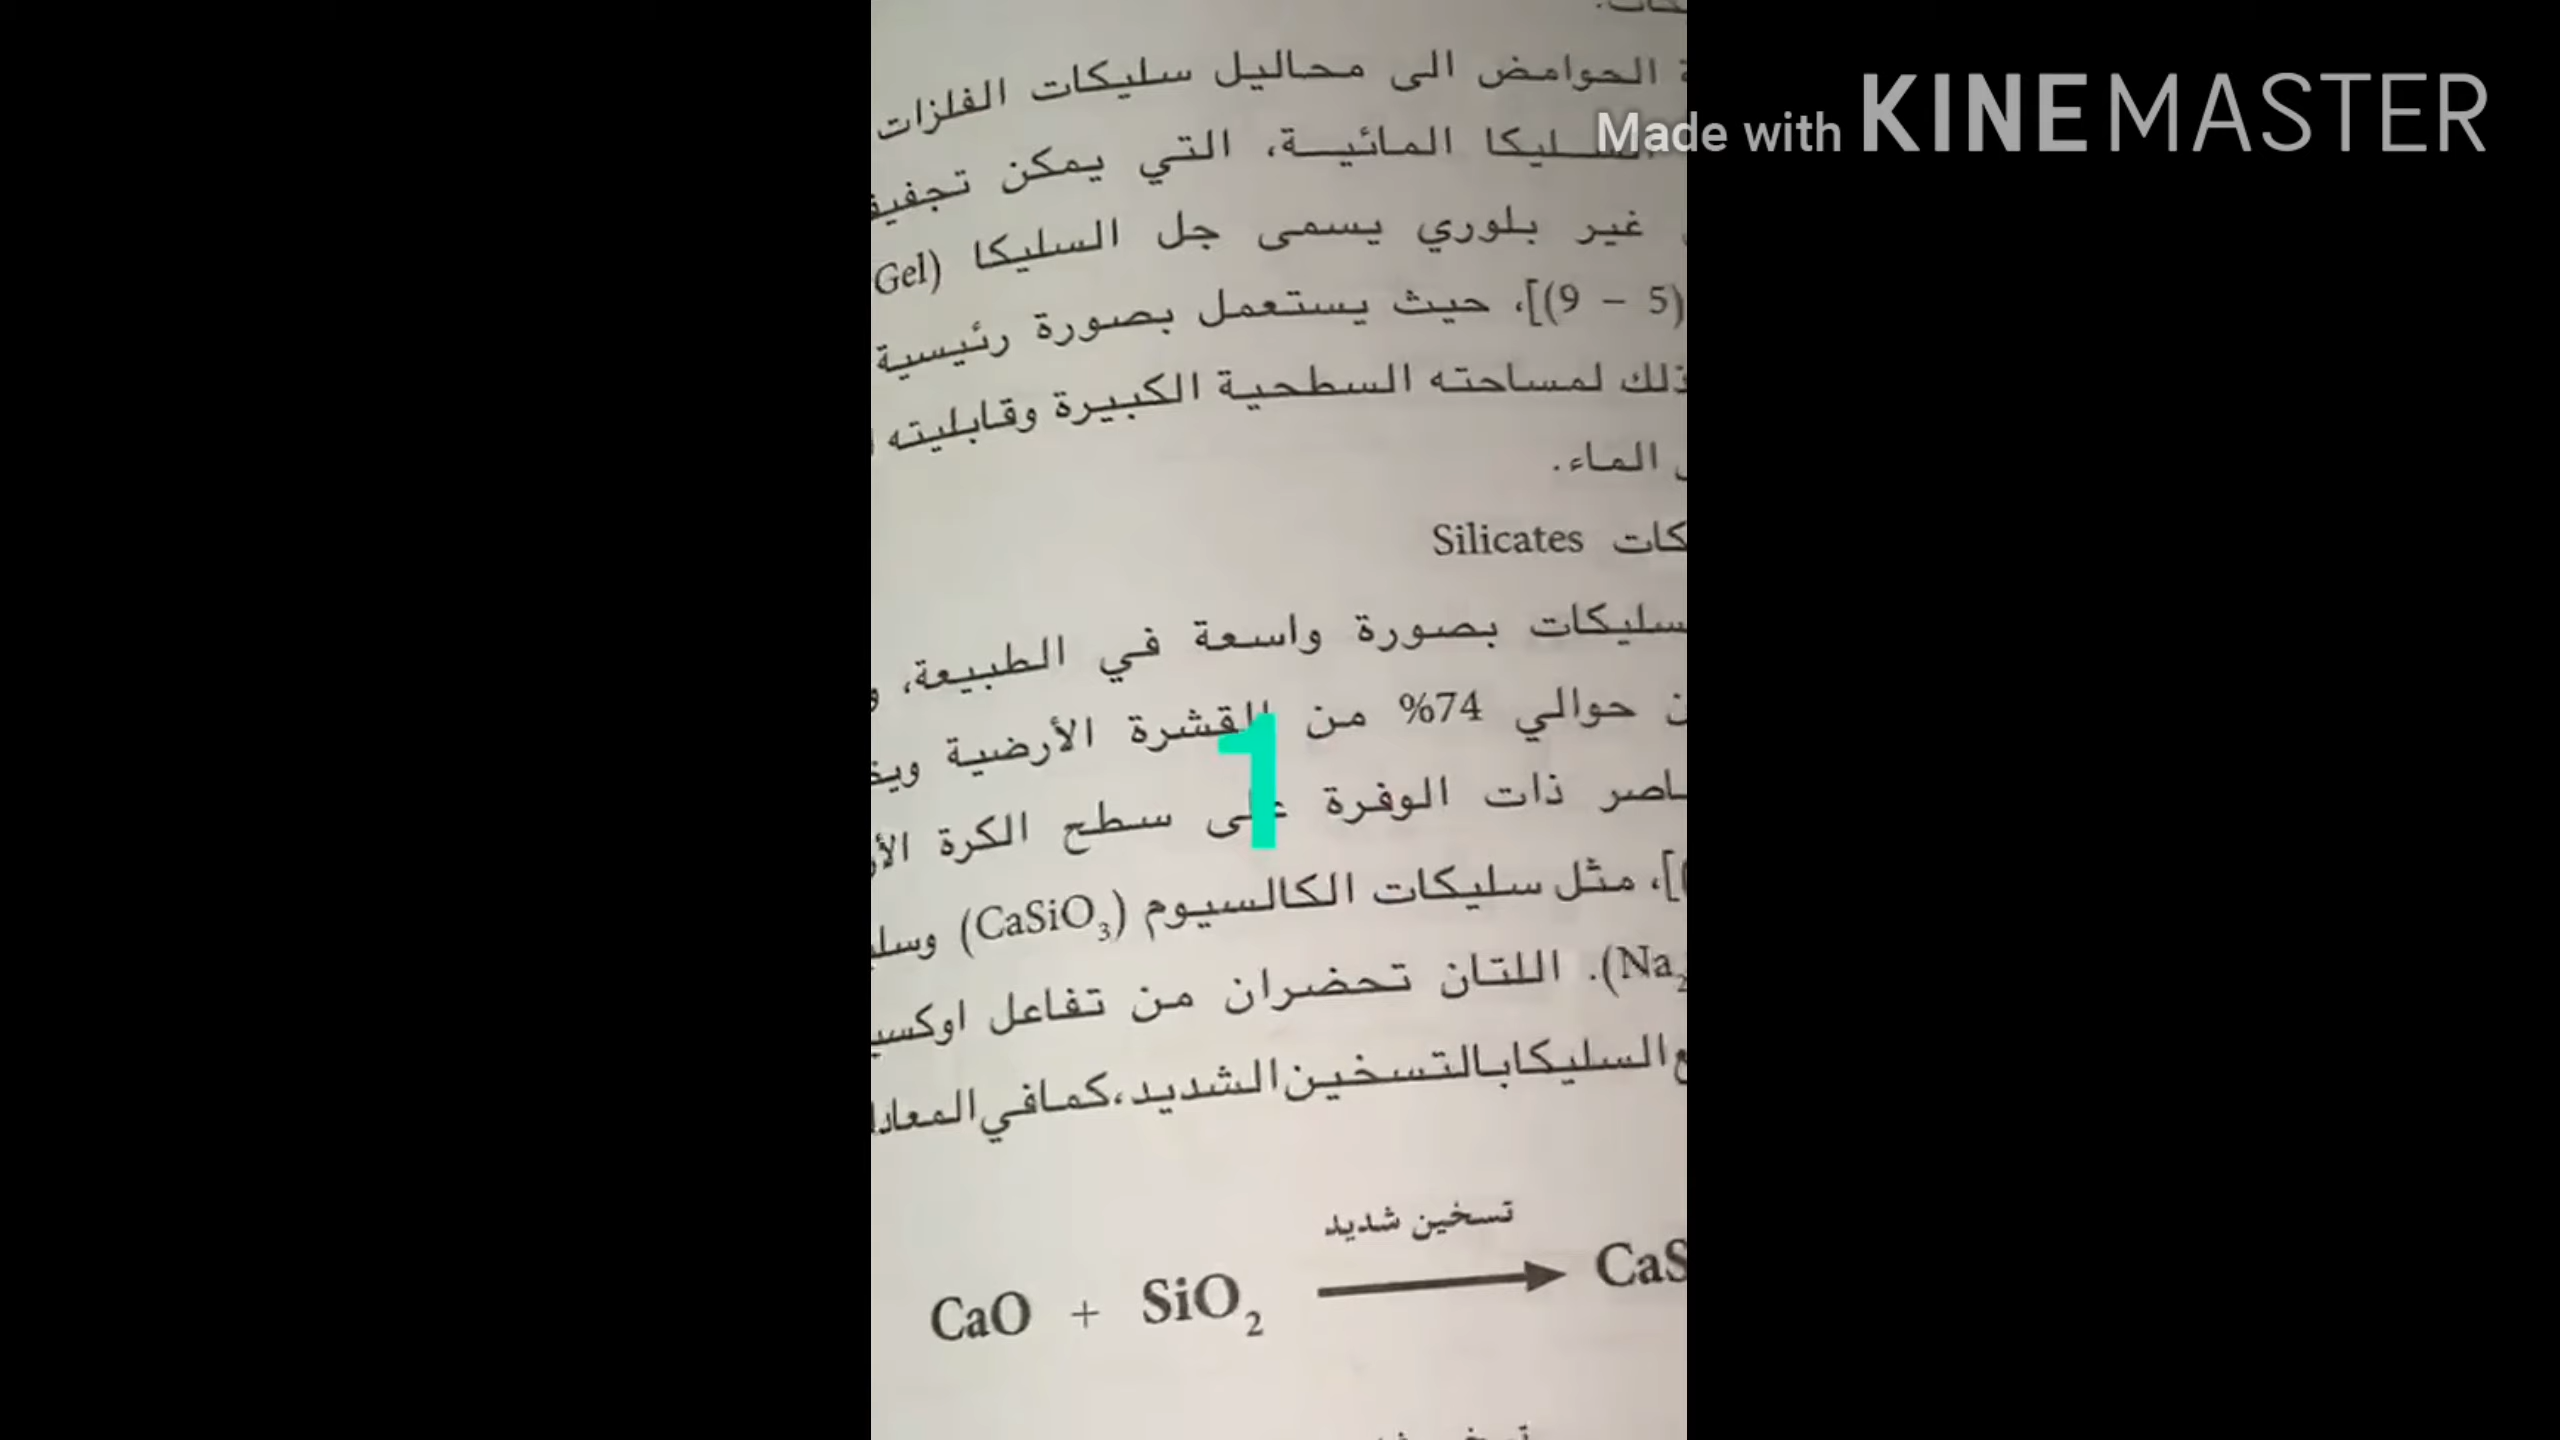 الحوامض الى محاليل سليكات الفلزات
Made with KINEMASTER
السليكا المائية، التي يمكن
غير بلوري يسمى جل السليكا (Gel
(5 – 9)]، حيث يستعمل بصورة رئيسية
ذلك لمساحته السطحية الكبيرة وقابليته
الماء.
Silicates
بصورة واسعة في الطبيعة،
حوالي 74% من القشرة الأرضية
ذات الوفرة على سطح الكرة
1
]، مثل سليكات الكالسيوم (CaSiO₃)
(Na₂). اللتان تحضران من تفاعل
السليكا بالتسخين الشديد، كما في
تسخين شديد
CaO + SiO₂ →